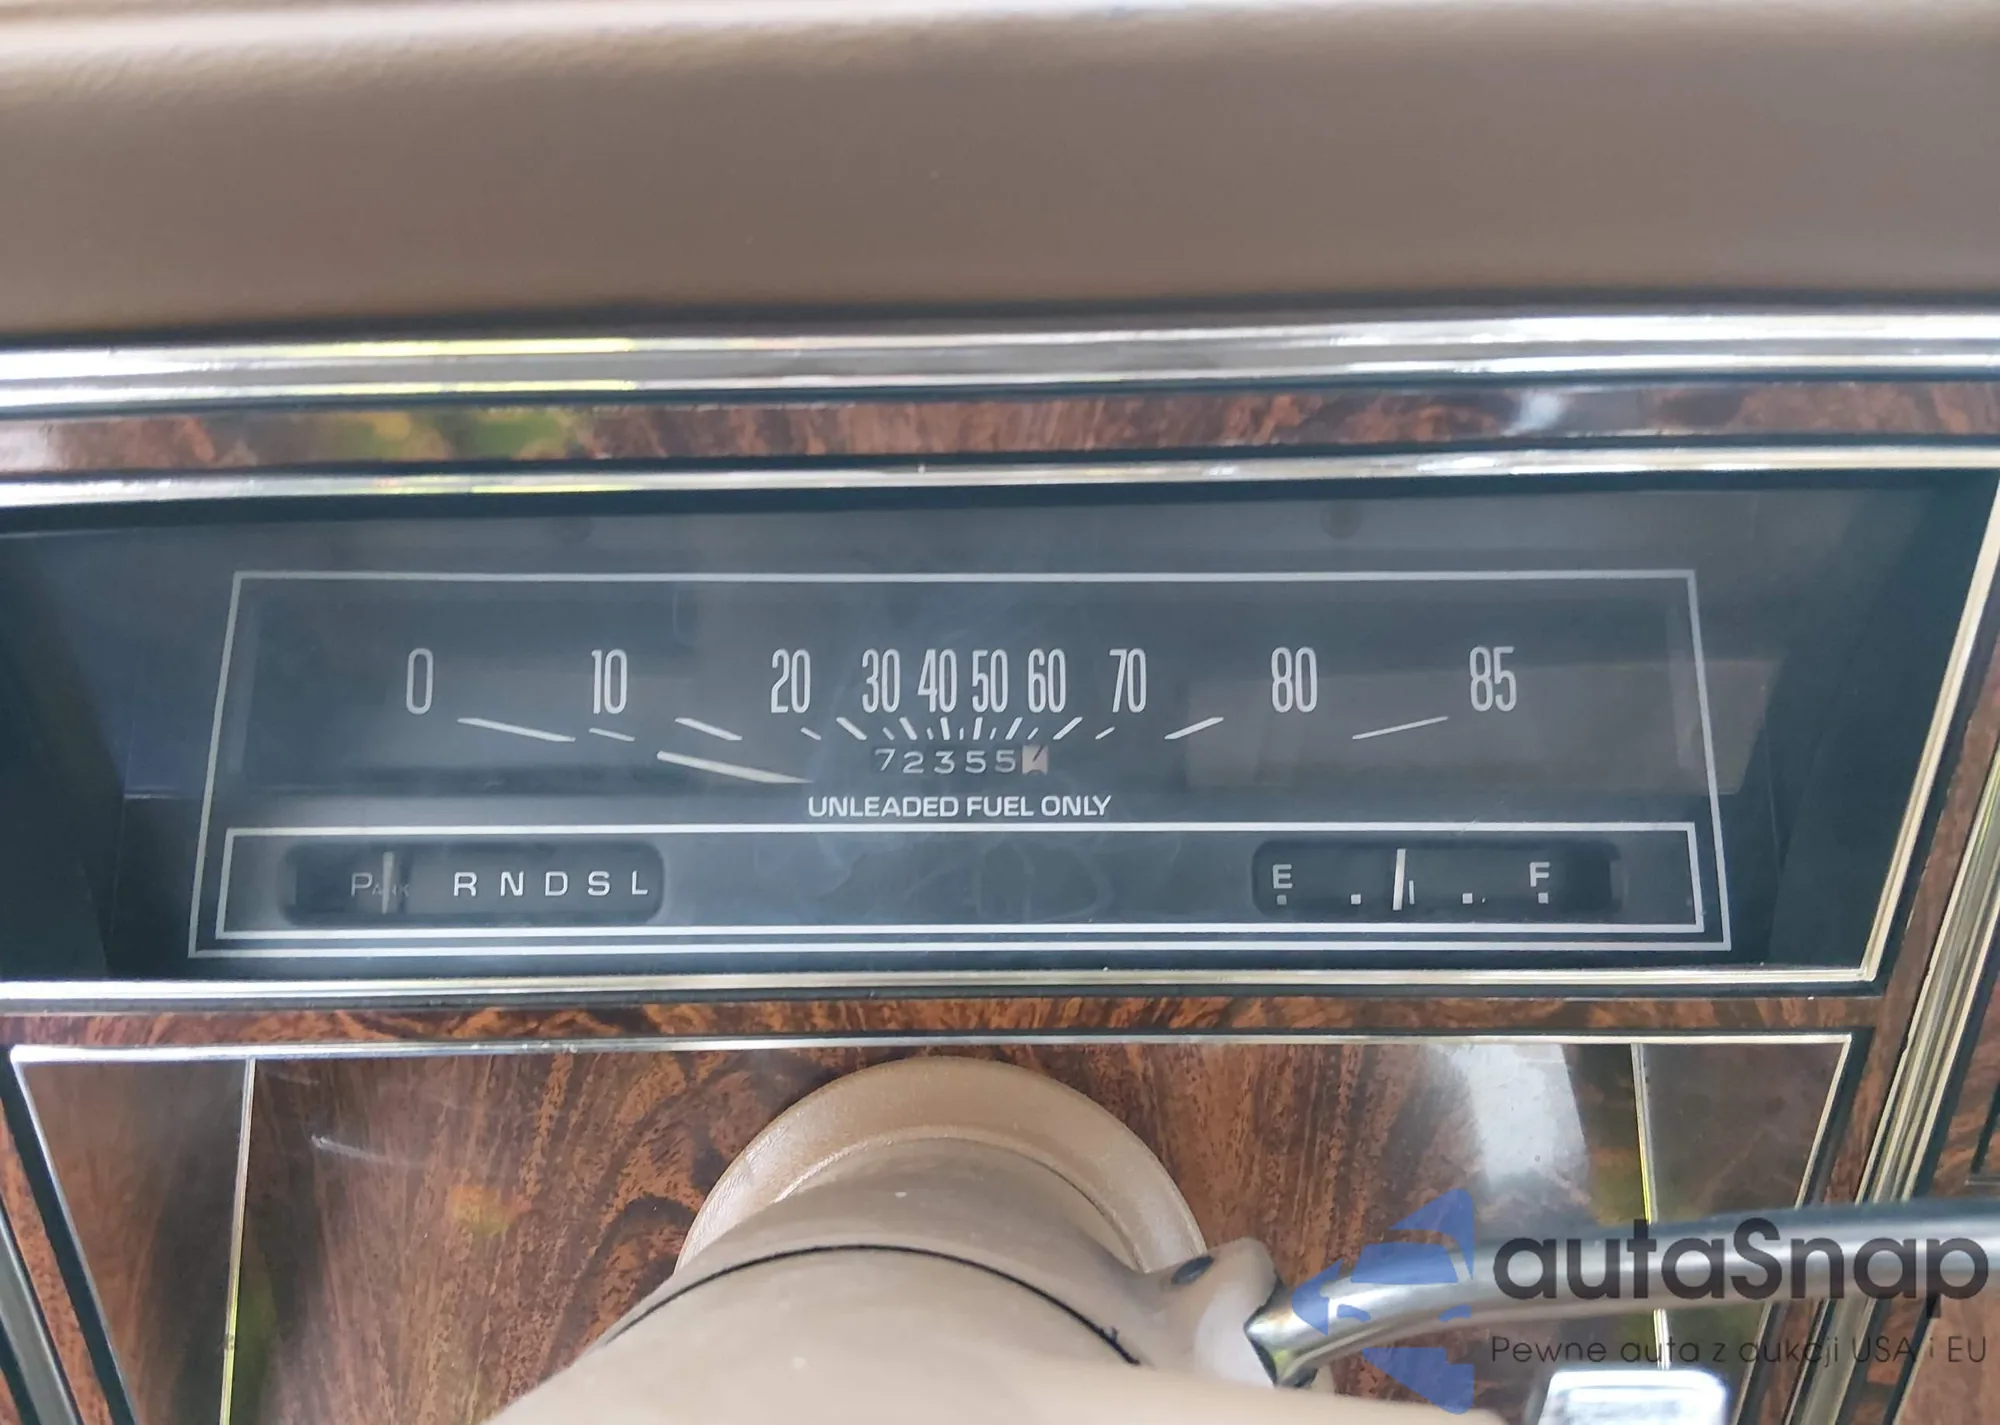 0 10 20 30 40 50 60 70 80 85
72355
UNLEADED FUEL ONLY
PARK R N D S L
E F
autaSnap
Pewne auta z aukcji USA i EU